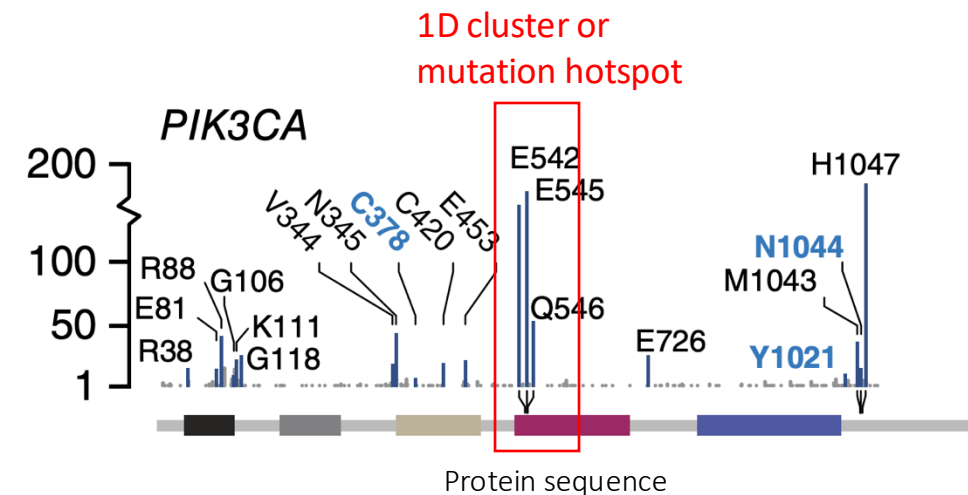 1D cluster or
mutation hotspot
PIK3CA
200
100
50
1
R38
E81
R88
G106
K111
G118
V344
N345
C378
C420
E453
E542
E545
Q546
E726
Y1021
M1043
N1044
H1047
Protein sequence